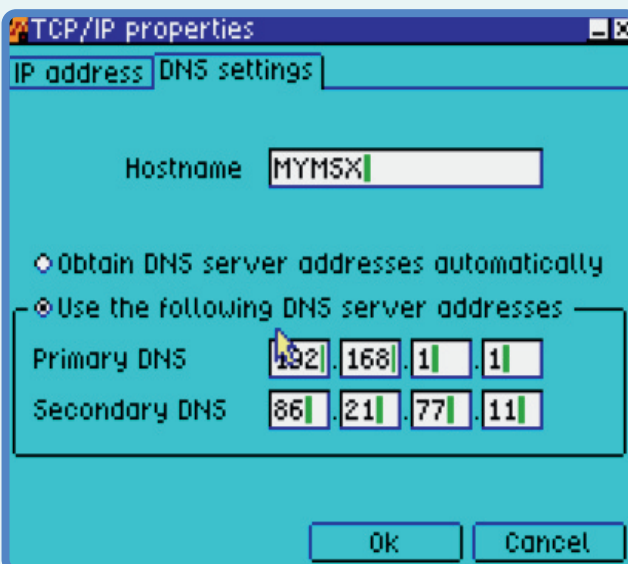 TCP/IP properties
IP address DNS settings
Hostname MYMSX
Obtain DNS server addresses automatically
Use the following DNS server addresses
Primary DNS 192.168.1.1
Secondary DNS 86.21.77.11
Ok Cancel